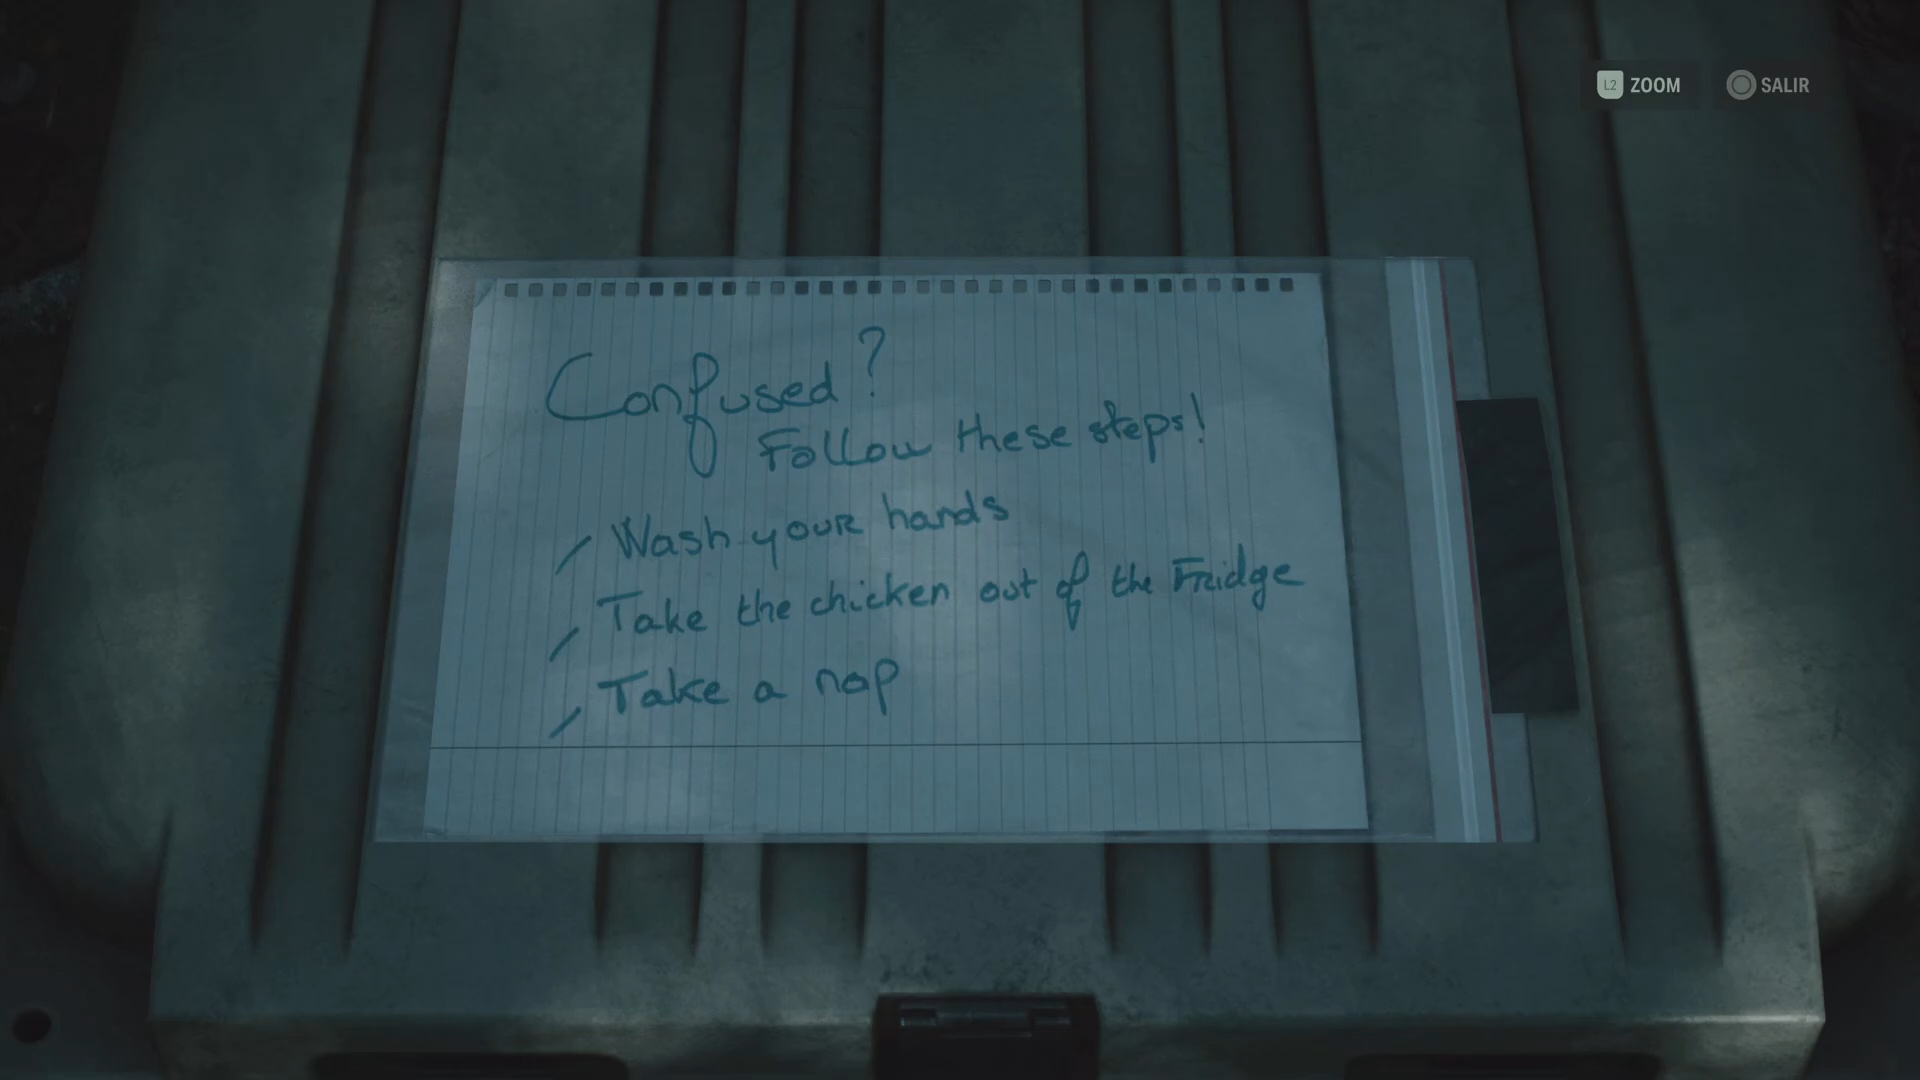 L2 ZOOM SALIR
Confused?
Follow these steps!
Wash your hands
Take the chicken out of the Fridge
Take a nap